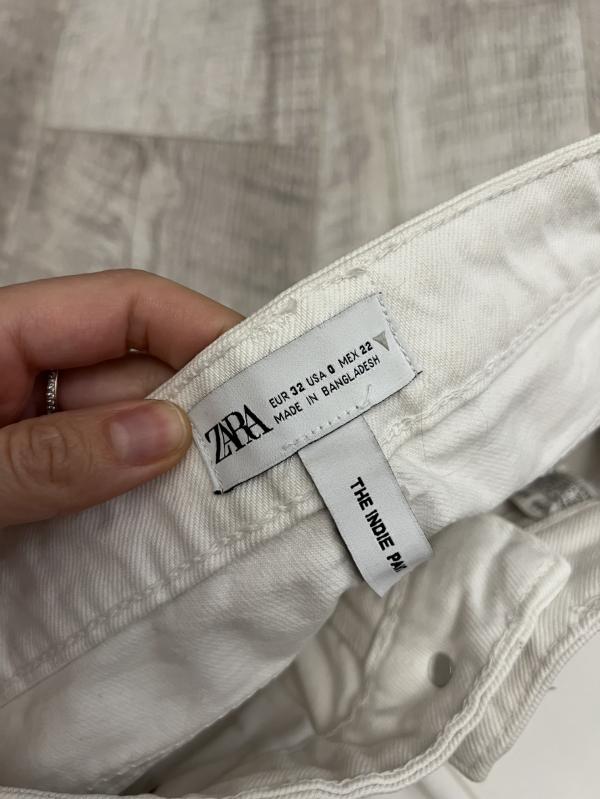 ZARA
EUR 32 USA 0 MEX 22
MADE IN BANGLADESH
THE INDIE